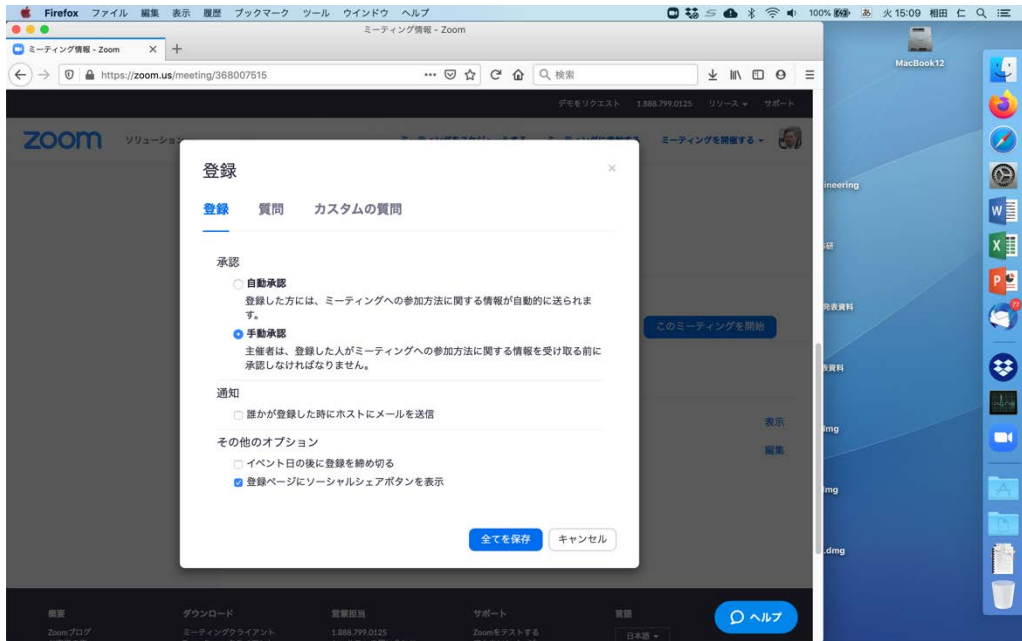 Firefox ファイル 編集 表示 履歴 ブックマーク ツール ウインドウ ヘルプ
100% あ 火 15:09 相田 仁
ミーティング情報 - Zoom
ミーティング情報 - Zoom
https://zoom.us/meeting/368007515
検索
MacBook12
デモをリクエスト 1.888.799.0125 リソース サポート
zoom ソリューション ミーティングを開催する
登録
登録 質問 カスタムの質問
承認
自動承認
登録した方には、ミーティングへの参加方法に関する情報が自動的に送られま
す。
手動承認
主催者は、登録した人がミーティングへの参加方法に関する情報を受け取る前に
承認しなければなりません。
このミーティングを開始
通知
誰かが登録した時にホストにメールを送信
表示
その他のオプション
編集
イベント日の後に登録を締め切る
登録ページにソーシャルシェアボタンを表示
全てを保存 キャンセル
ineering
発表資料
img
img
.dmg
77
概要 ダウンロード 営業担当 サポート 言語
Zoomブログ ミーティングクライアント 1.888.799.0125 Zoomをテストする 日本語
ヘルプ